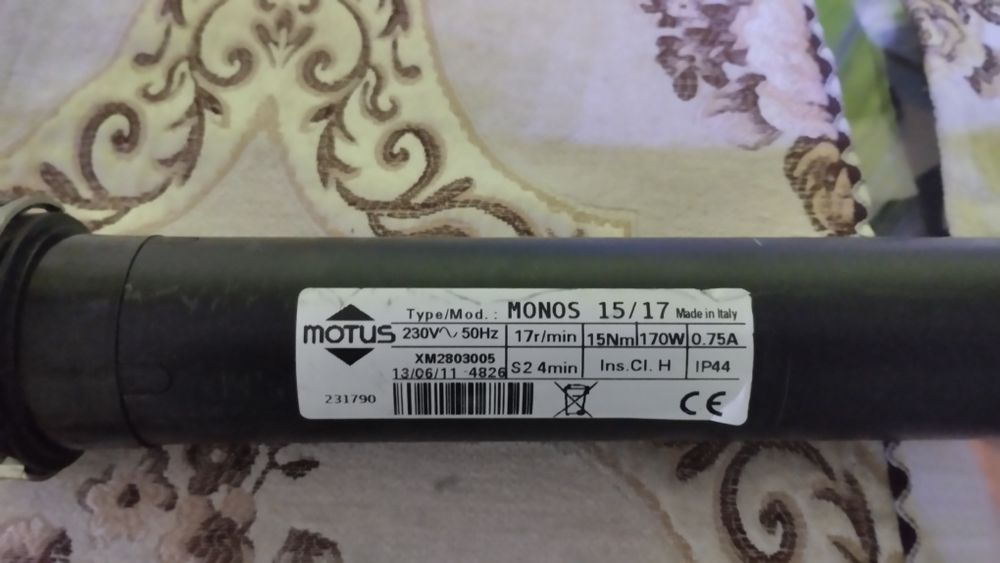 MOTUS
Type/Mod. : MONOS 15/17 Made in Italy
230V∿ 50Hz 17r/min 15Nm 170W 0.75A
XM2803005
13/06/11 4826 S2 4min Ins.Cl. H IP44
231790
CE